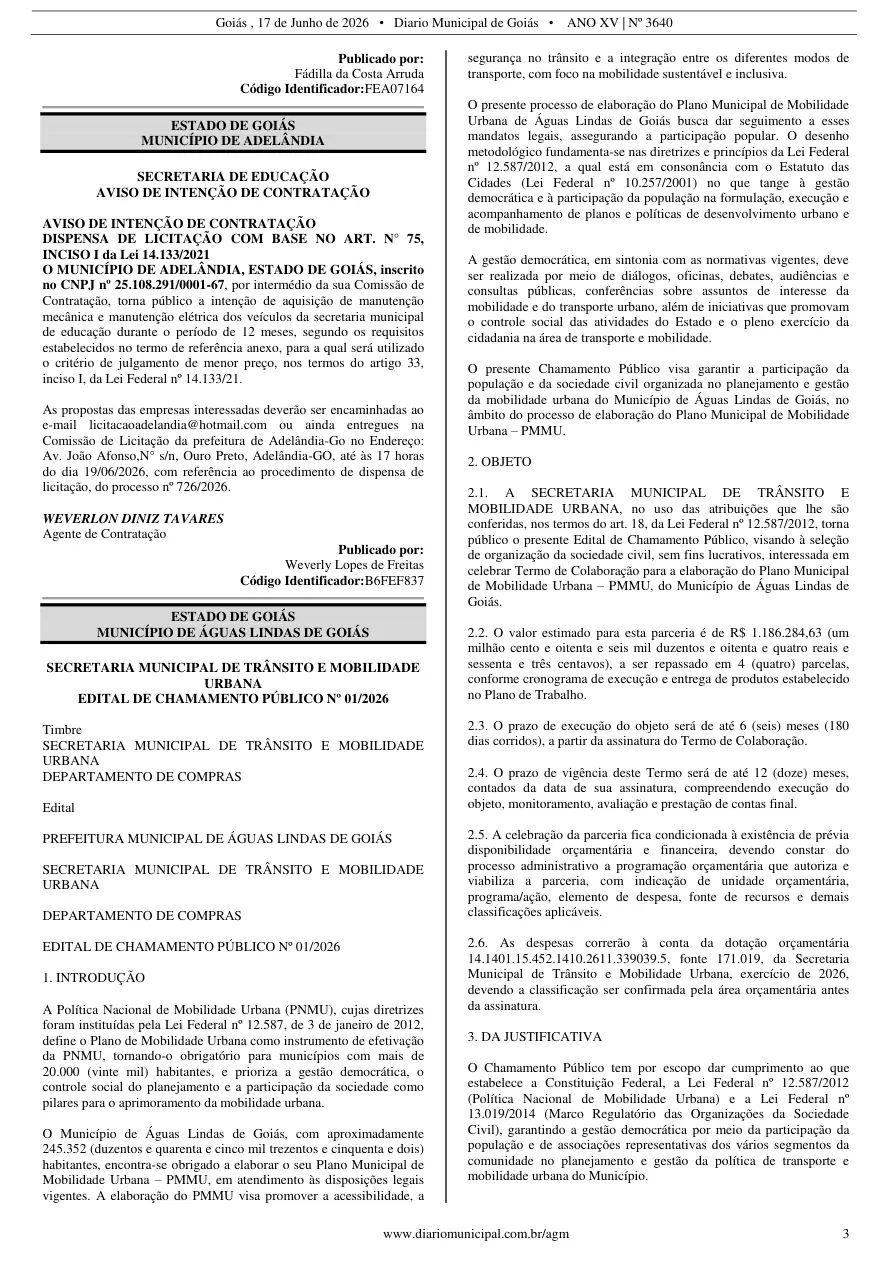 Goiás , 17 de Junho de 2026 • Diario Municipal de Goiás • ANO XV | Nº 3640
Publicado por:
Fádilla da Costa Arruda
Código Identificador:FEA07164
ESTADO DE GOIÁS
MUNICÍPIO DE ADELÂNDIA
SECRETARIA DE EDUCAÇÃO
AVISO DE INTENÇÃO DE CONTRATAÇÃO
AVISO DE INTENÇÃO DE CONTRATAÇÃO
DISPENSA DE LICITAÇÃO COM BASE NO ART. N° 75,
INCISO I da Lei 14.133/2021
O MUNICÍPIO DE ADELÂNDIA, ESTADO DE GOIÁS, inscrito
no CNPJ nº 25.108.291/0001-67, por intermédio da sua Comissão de
Contratação, torna público a intenção de aquisição de manutenção
mecânica e manutenção elétrica dos veículos da secretaria municipal
de educação durante o período de 12 meses, segundo os requisitos
estabelecidos no termo de referência anexo, para a qual será utilizado
o critério de julgamento de menor preço, nos termos do artigo 33,
inciso I, da Lei Federal nº 14.133/21.
As propostas das empresas interessadas deverão ser encaminhadas ao
e-mail licitacaoadelandia@hotmail.com ou ainda entregues na
Comissão de Licitação da prefeitura de Adelândia-Go no Endereço:
Av. João Afonso,N° s/n, Ouro Preto, Adelândia-GO, até às 17 horas
do dia 19/06/2026, com referência ao procedimento de dispensa de
licitação, do processo nº 726/2026.
WEVERLON DINIZ TAVARES
Agente de Contratação
Publicado por:
Weverly Lopes de Freitas
Código Identificador:B6FEF837
ESTADO DE GOIÁS
MUNICÍPIO DE ÁGUAS LINDAS DE GOIÁS
SECRETARIA MUNICIPAL DE TRÂNSITO E MOBILIDADE
URBANA
EDITAL DE CHAMAMENTO PÚBLICO Nº 01/2026
Timbre
SECRETARIA MUNICIPAL DE TRÂNSITO E MOBILIDADE
URBANA
DEPARTAMENTO DE COMPRAS
Edital
PREFEITURA MUNICIPAL DE ÁGUAS LINDAS DE GOIÁS
SECRETARIA MUNICIPAL DE TRÂNSITO E MOBILIDADE
URBANA
DEPARTAMENTO DE COMPRAS
EDITAL DE CHAMAMENTO PÚBLICO Nº 01/2026
1. INTRODUÇÃO
A Política Nacional de Mobilidade Urbana (PNMU), cujas diretrizes
foram instituídas pela Lei Federal nº 12.587, de 3 de janeiro de 2012,
define o Plano de Mobilidade Urbana como instrumento de efetivação
da PNMU, tornando-o obrigatório para municípios com mais de
20.000 (vinte mil) habitantes, e prioriza a gestão democrática, o
controle social do planejamento e a participação da sociedade como
pilares para o aprimoramento da mobilidade urbana.
O Município de Águas Lindas de Goiás, com aproximadamente
245.352 (duzentos e quarenta e cinco mil trezentos e cinquenta e dois)
habitantes, encontra-se obrigado a elaborar o seu Plano Municipal de
Mobilidade Urbana – PMMU, em atendimento às disposições legais
vigentes. A elaboração do PMMU visa promover a acessibilidade, a
segurança no trânsito e a integração entre os diferentes modos de
transporte, com foco na mobilidade sustentável e inclusiva.
O presente processo de elaboração do Plano Municipal de Mobilidade
Urbana de Águas Lindas de Goiás busca dar seguimento a esses
mandatos legais, assegurando a participação popular. O desenho
metodológico fundamenta-se nas diretrizes e princípios da Lei Federal
nº 12.587/2012, a qual está em consonância com o Estatuto das
Cidades (Lei Federal nº 10.257/2001) no que tange à gestão
democrática e à participação da população na formulação, execução e
acompanhamento de planos e políticas de desenvolvimento urbano e
de mobilidade.
A gestão democrática, em sintonia com as normativas vigentes, deve
ser realizada por meio de diálogos, oficinas, debates, audiências e
consultas públicas, conferências sobre assuntos de interesse da
mobilidade e do transporte urbano, além de iniciativas que promovam
o controle social das atividades do Estado e o pleno exercício da
cidadania na área de transporte e mobilidade.
O presente Chamamento Público visa garantir a participação da
população e da sociedade civil organizada no planejamento e gestão
da mobilidade urbana do Município de Águas Lindas de Goiás, no
âmbito do processo de elaboração do Plano Municipal de Mobilidade
Urbana – PMMU.
2. OBJETO
2.1. A SECRETARIA MUNICIPAL DE TRÂNSITO E
MOBILIDADE URBANA, no uso das atribuições que lhe são
conferidas, nos termos do art. 18, da Lei Federal nº 12.587/2012, torna
público o presente Edital de Chamamento Público, visando à seleção
de organização da sociedade civil, sem fins lucrativos, interessada em
celebrar Termo de Colaboração para a elaboração do Plano Municipal
de Mobilidade Urbana – PMMU, do Município de Águas Lindas de
Goiás.
2.2. O valor estimado para esta parceria é de R$ 1.186.284,63 (um
milhão cento e oitenta e seis mil duzentos e oitenta e quatro reais e
sessenta e três centavos), a ser repassado em 4 (quatro) parcelas,
conforme cronograma de execução e entrega de produtos estabelecido
no Plano de Trabalho.
2.3. O prazo de execução do objeto será de até 6 (seis) meses (180
dias corridos), a partir da assinatura do Termo de Colaboração.
2.4. O prazo de vigência deste Termo será de até 12 (doze) meses,
contados da data de sua assinatura, compreendendo execução do
objeto, monitoramento, avaliação e prestação de contas final.
2.5. A celebração da parceria fica condicionada à existência de prévia
disponibilidade orçamentária e financeira, devendo constar do
processo administrativo a programação orçamentária que autoriza e
viabiliza a parceria, com indicação de unidade orçamentária,
programa/ação, elemento de despesa, fonte de recursos e demais
classificações aplicáveis.
2.6. As despesas correrão à conta da dotação orçamentária
14.1401.15.452.1410.2611.339039.5, fonte 171.019, da Secretaria
Municipal de Trânsito e Mobilidade Urbana, exercício de 2026,
devendo a classificação ser confirmada pela área orçamentária antes
da assinatura.
3. DA JUSTIFICATIVA
O Chamamento Público tem por escopo dar cumprimento ao que
estabelece a Constituição Federal, a Lei Federal nº 12.587/2012
(Política Nacional de Mobilidade Urbana) e a Lei Federal nº
13.019/2014 (Marco Regulatório das Organizações da Sociedade
Civil), garantindo a gestão democrática por meio da participação da
população e de associações representativas dos vários segmentos da
comunidade no planejamento e gestão da política de transporte e
mobilidade urbana do Município.
www.diariomunicipal.com.br/agm 3